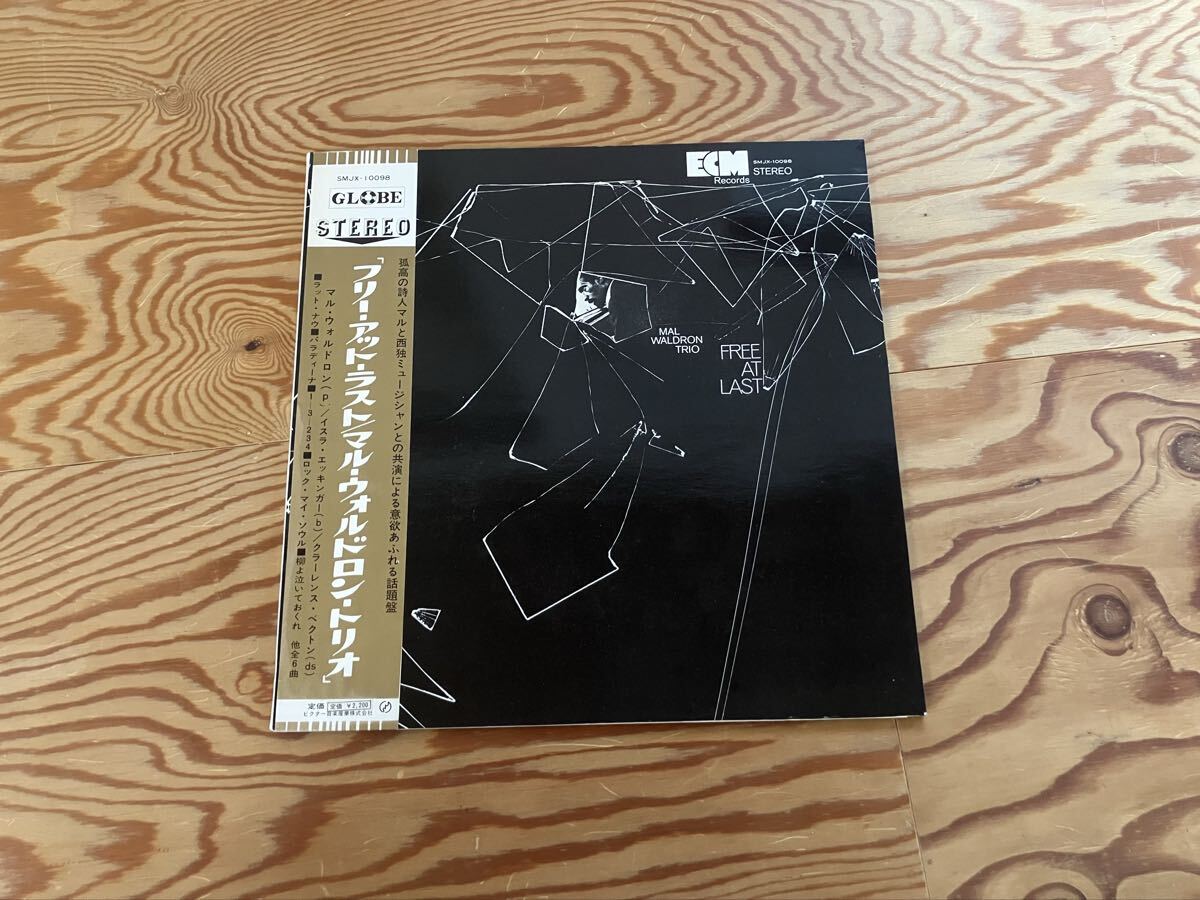 SMJX-10098
GLOBE
STEREO
孤高の詩人マルと西独ミュージシャンとの共演による意欲あふれる話題盤
「フリー・アット・ラスト/マル・ウォルドロン・トリオ」
マル・ウォルドロン(p)/イスラ・エッキンガー(b)/クラーレンス・ベクトン(ds)
■ラット・ナウ■バラディーナ■1-3-234■ロック・マイ・ソウル■柳よ泣いておくれ 他全6曲
定価 定価 ¥2,200
ビクター音楽産業株式会社
ECM
Records
SMJX-10098
STEREO
MAL
WALDRON
TRIO
FREE
AT
LAST